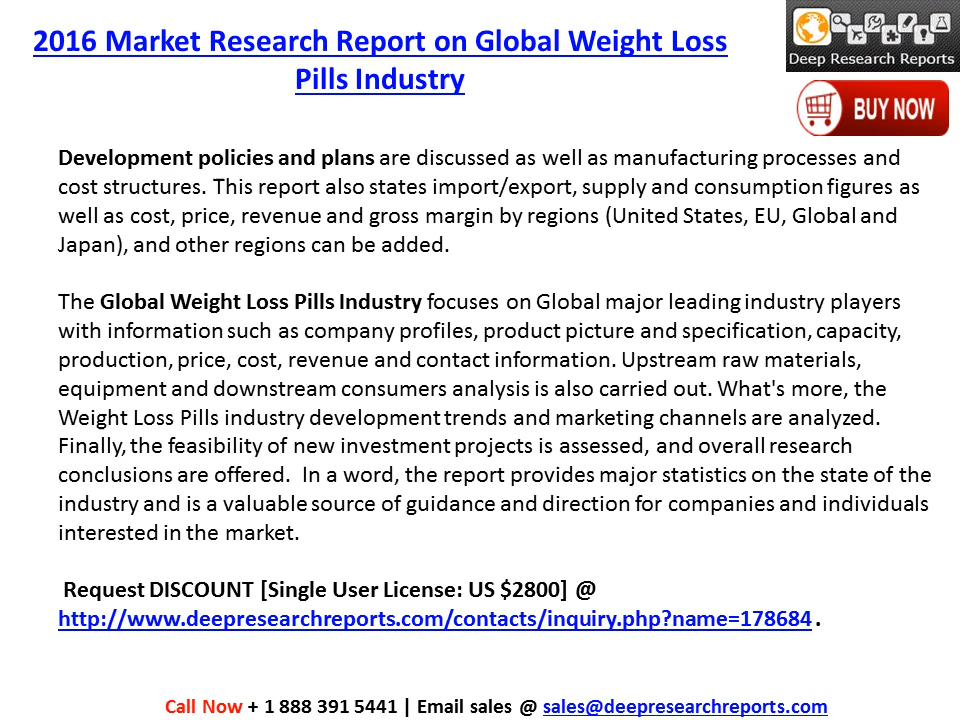 2016 Market Research Report on Global Weight Loss
Pills Industry
Deep Research Reports
BUY NOW
Development policies and plans are discussed as well as manufacturing processes and
cost structures. This report also states import/export, supply and consumption figures as
well as cost, price, revenue and gross margin by regions (United States, EU, Global and
Japan), and other regions can be added.
The Global Weight Loss Pills Industry focuses on Global major leading industry players
with information such as company profiles, product picture and specification, capacity,
production, price, cost, revenue and contact information. Upstream raw materials,
equipment and downstream consumers analysis is also carried out. What's more, the
Weight Loss Pills industry development trends and marketing channels are analyzed.
Finally, the feasibility of new investment projects is assessed, and overall research
conclusions are offered.  In a word, the report provides major statistics on the state of the
industry and is a valuable source of guidance and direction for companies and individuals
interested in the market.
Request DISCOUNT [Single User License: US $2800] @
http://www.deepresearchreports.com/contacts/inquiry.php?name=178684 .
Call Now + 1 888 391 5441 | Email sales @ sales@deepresearchreports.com